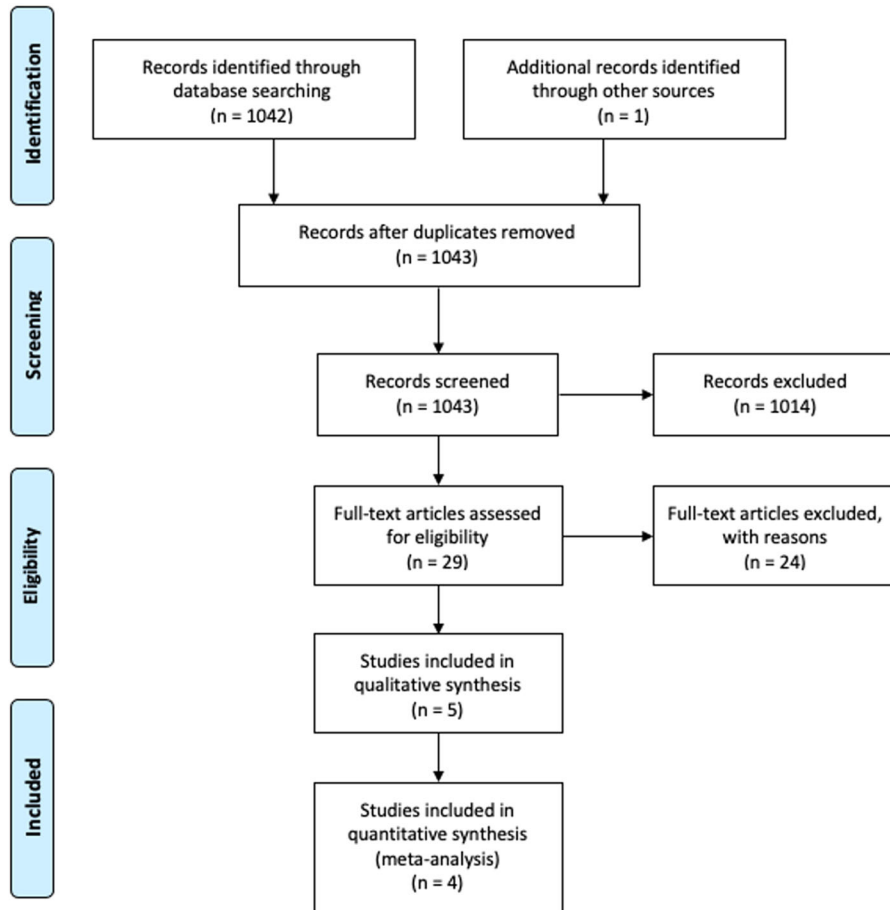 Identification
Records identified through
database searching
(n = 1042)
Additional records identified
through other sources
(n = 1)
Records after duplicates removed
(n = 1043)
Screening
Records screened
(n = 1043)
Records excluded
(n = 1014)
Eligibility
Full-text articles assessed
for eligibility
(n = 29)
Full-text articles excluded,
with reasons
(n = 24)
Studies included in
qualitative synthesis
(n = 5)
Included
Studies included in
quantitative synthesis
(meta-analysis)
(n = 4)